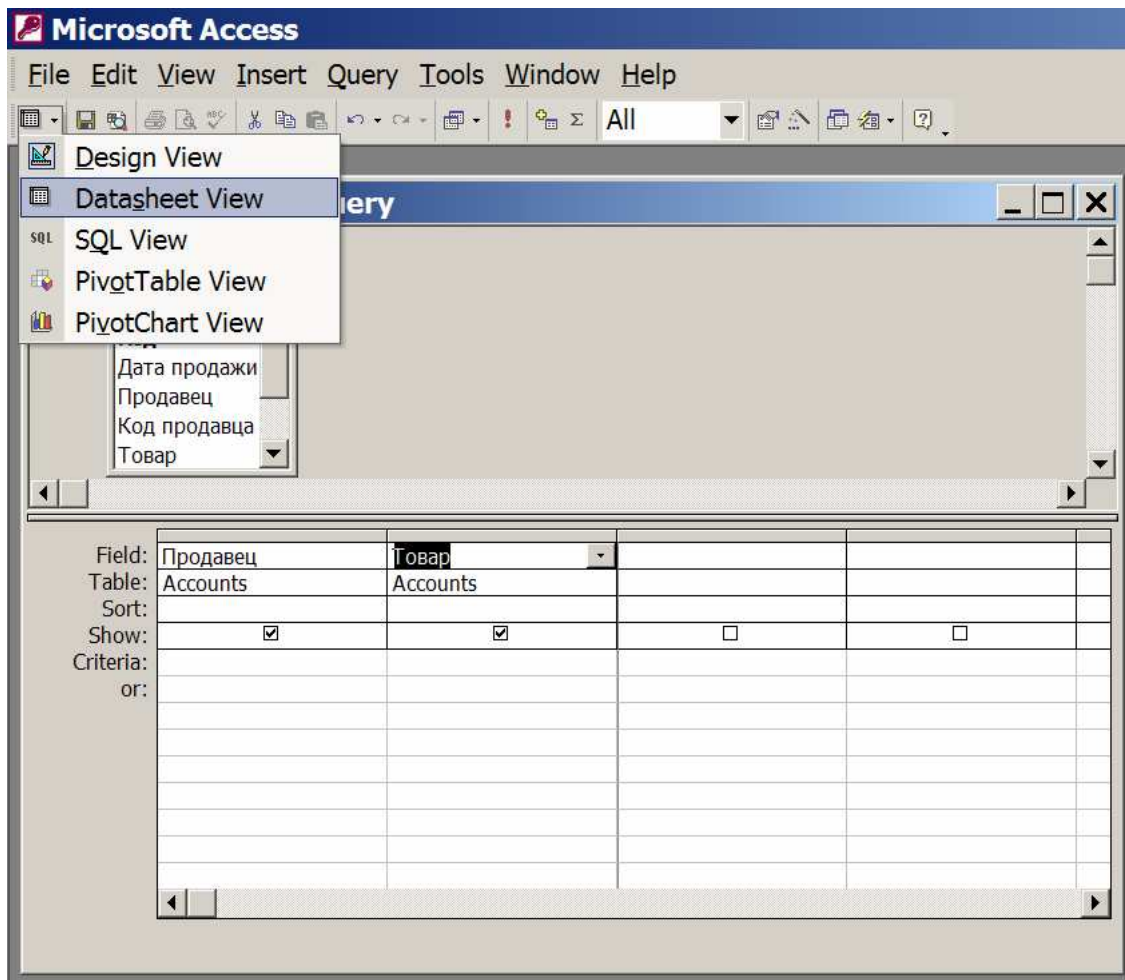 Microsoft Access
File Edit View Insert Query Tools Window Help
All
Design View
Datasheet View
SQL SQL View
PivotTable View
PivotChart View
ery
Дата продажи
Продавец
Код продавца
Товар
Field: Продавец Товар
Table: Accounts Accounts
Sort:
Show:
Criteria:
or: